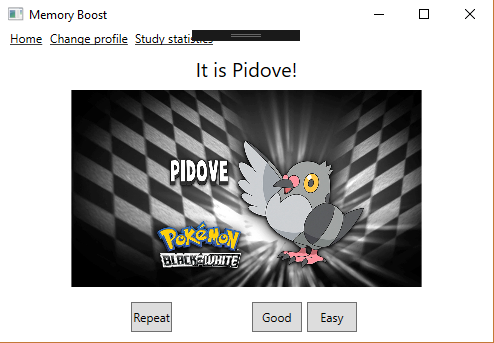 Memory Boost
Home Change profile Study statistics
It is Pidove!
PIDOVE
POKéMON
BLACK&WHITE
Repeat Good Easy